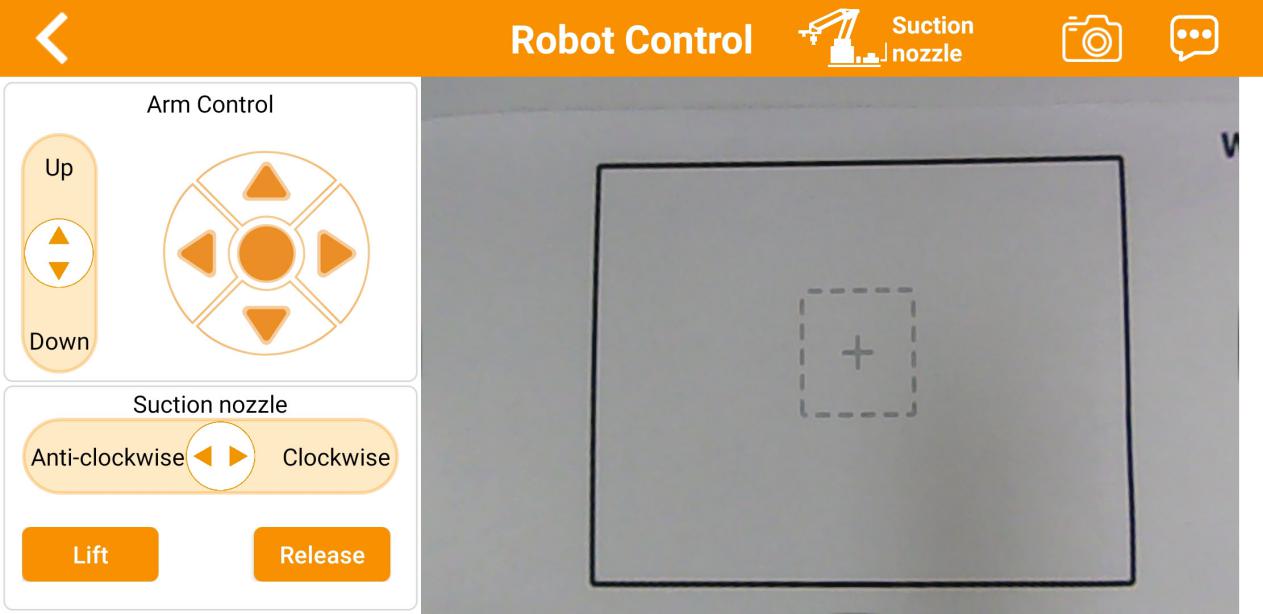 Robot Control
Suction
nozzle
Arm Control
Up
Down
Suction nozzle
Anti-clockwise
Clockwise
Lift
Release